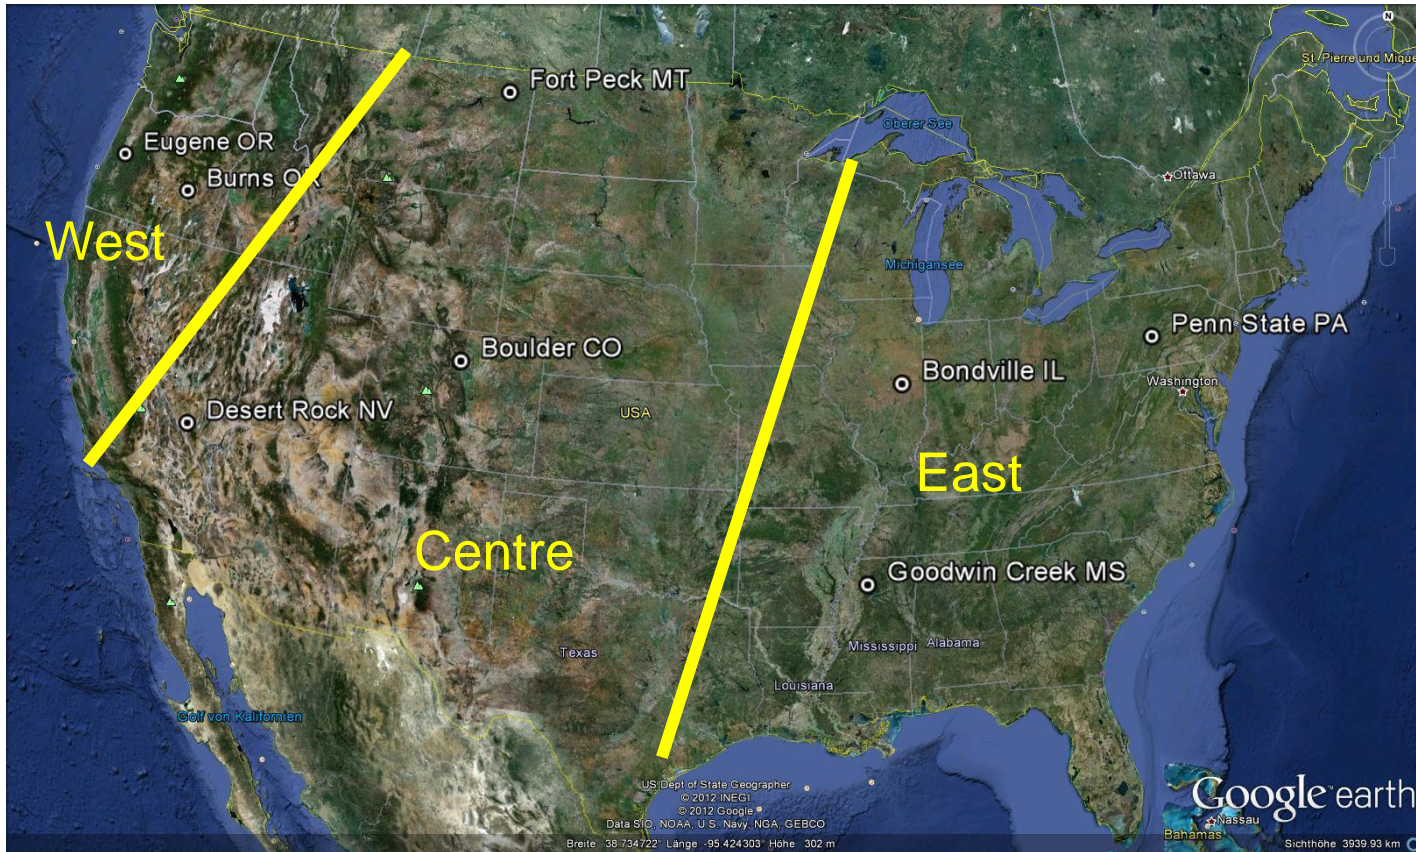 N
St. Pierre und Mique
Fort Peck MT
Oberer See
Eugene OR
Ottawa
Burns OR
West
Michigansee
Penn State PA
Boulder CO
Bondville IL
Washington
Desert Rock NV
USA
East
Centre
Goodwin Creek MS
Mississippi
Alabama
Texas
Louisiana
Golf von Kalifornien
US Dept of State Geographer
© 2012 INEGI
© 2012 Google
Data SIO, NOAA, U.S. Navy, NGA, GEBCO
Google earth
Nassau
Bahamas
Breite 38.734722° Länge -95.424303° Höhe 302 m
Sichthöhe 3939.93 km